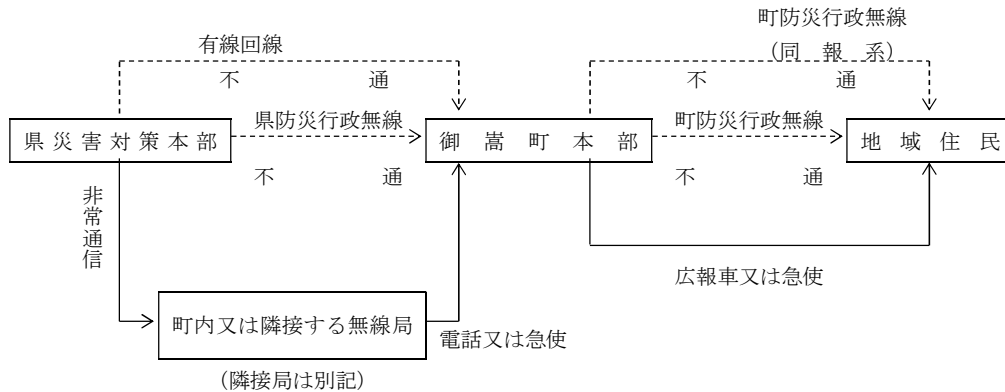 町防災行政無線
有線回線
(同　報　系)
不　　　　通
不　　　　通
県災害対策本部
県防災行政無線
御嵩町本部
町防災行政無線
地域住民
不　　　　通
不　　　　通
非常通信
広報車又は急使
町内又は隣接する無線局
電話又は急使
(隣接局は別記)